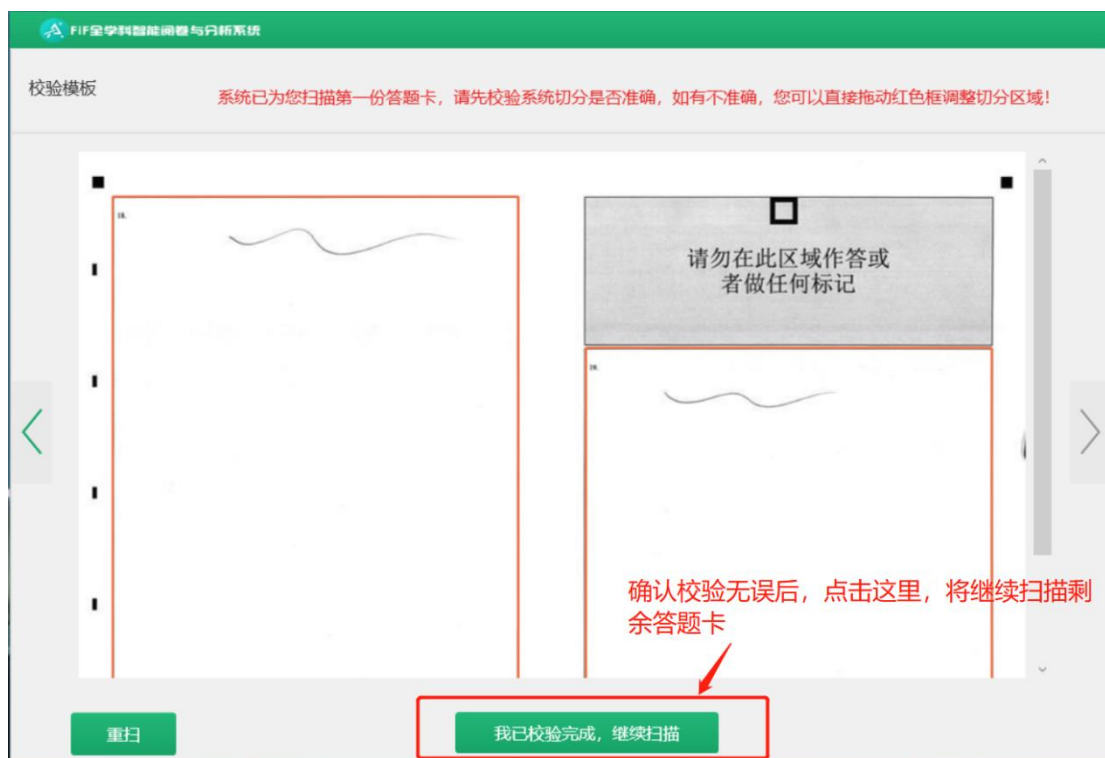 FiF全学科智能阅卷与分析系统
校验模板
系统已为您扫描第一份答题卡，请先校验系统切分是否准确，如有不准确，您可以直接拖动红色框调整切分区域！
18.
请勿在此区域作答或
者做任何标记
确认校验无误后，点击这里，将继续扫描剩
余答题卡
重扫
我已校验完成，继续扫描